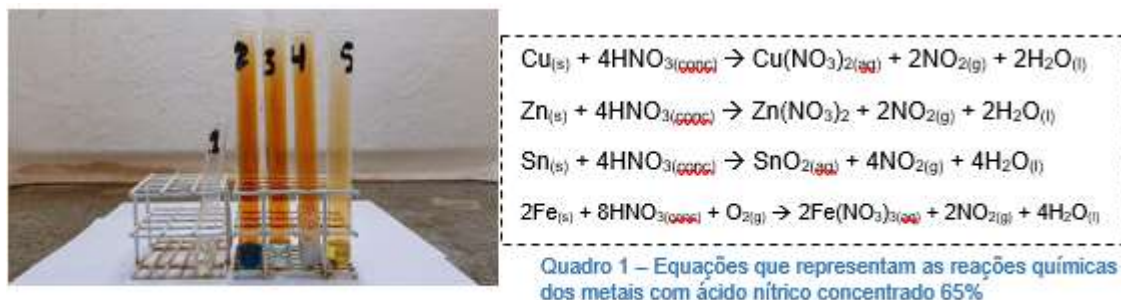 1 2 3 4 5
Cu(s) + 4HNO3(conc) → Cu(NO3)2(aq) + 2NO2(g) + 2H2O(l)
Zn(s) + 4HNO3(conc) → Zn(NO3)2 + 2NO2(g) + 2H2O(l)
Sn(s) + 4HNO3(conc) → SnO2(aq) + 4NO2(g) + 4H2O(l)
2Fe(s) + 8HNO3(conc) + O2(g) → 2Fe(NO3)3(aq) + 2NO2(g) + 4H2O(l)
Quadro 1 – Equações que representam as reações químicas
dos metais com ácido nítrico concentrado 65%